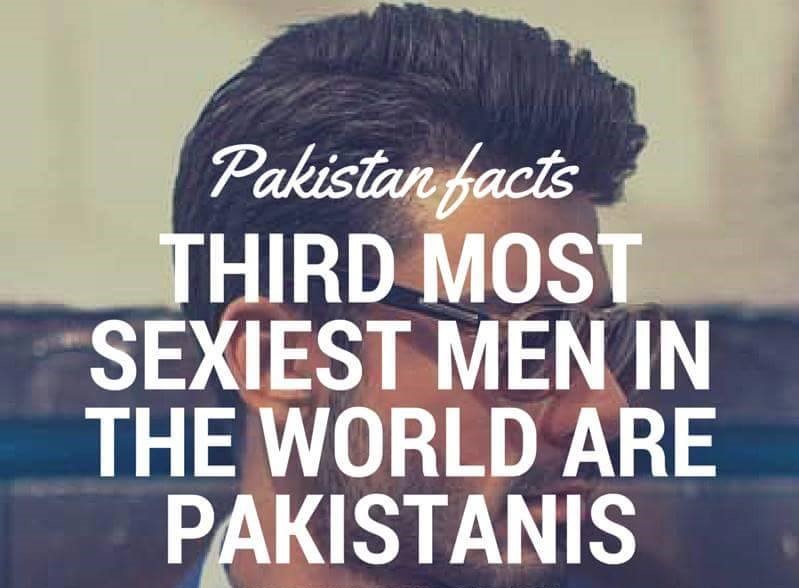 Pakistan facts
THIRD MOST
SEXIEST MEN IN
THE WORLD ARE
PAKISTANIS